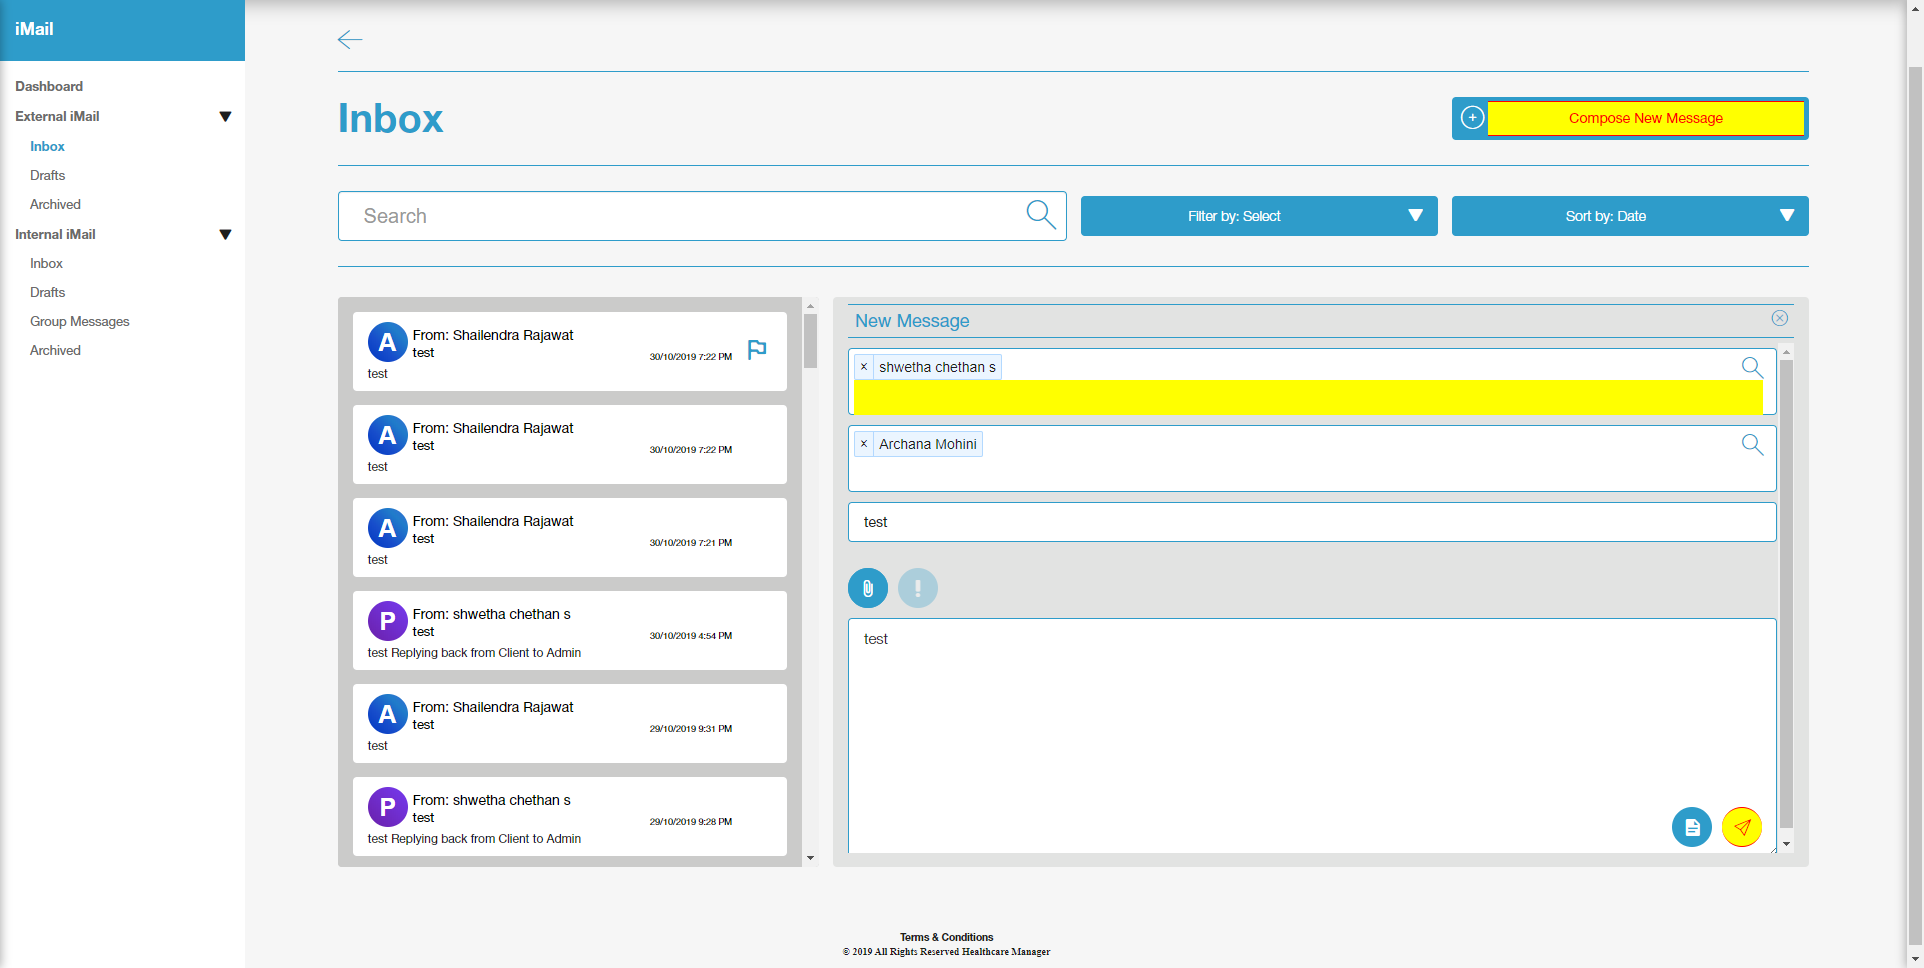 iMail
Dashboard
External iMail
Inbox
Drafts
Archived
Internal iMail
Inbox
Drafts
Group Messages
Archived
Inbox
Compose New Message
Search
Filter by: Select
Sort by: Date
A
From: Shailendra Rajawat
test
30/10/2019 7:22 PM
test
A
From: Shailendra Rajawat
test
30/10/2019 7:22 PM
test
A
From: Shailendra Rajawat
test
30/10/2019 7:21 PM
test
P
From: shwetha chethan s
test
30/10/2019 4:54 PM
test Replying back from Client to Admin
A
From: Shailendra Rajawat
test
29/10/2019 9:31 PM
test
P
From: shwetha chethan s
test
29/10/2019 9:28 PM
test Replying back from Client to Admin
New Message
× shwetha chethan s
× Archana Mohini
test
test
Terms & Conditions
© 2019 All Rights Reserved Healthcare Manager